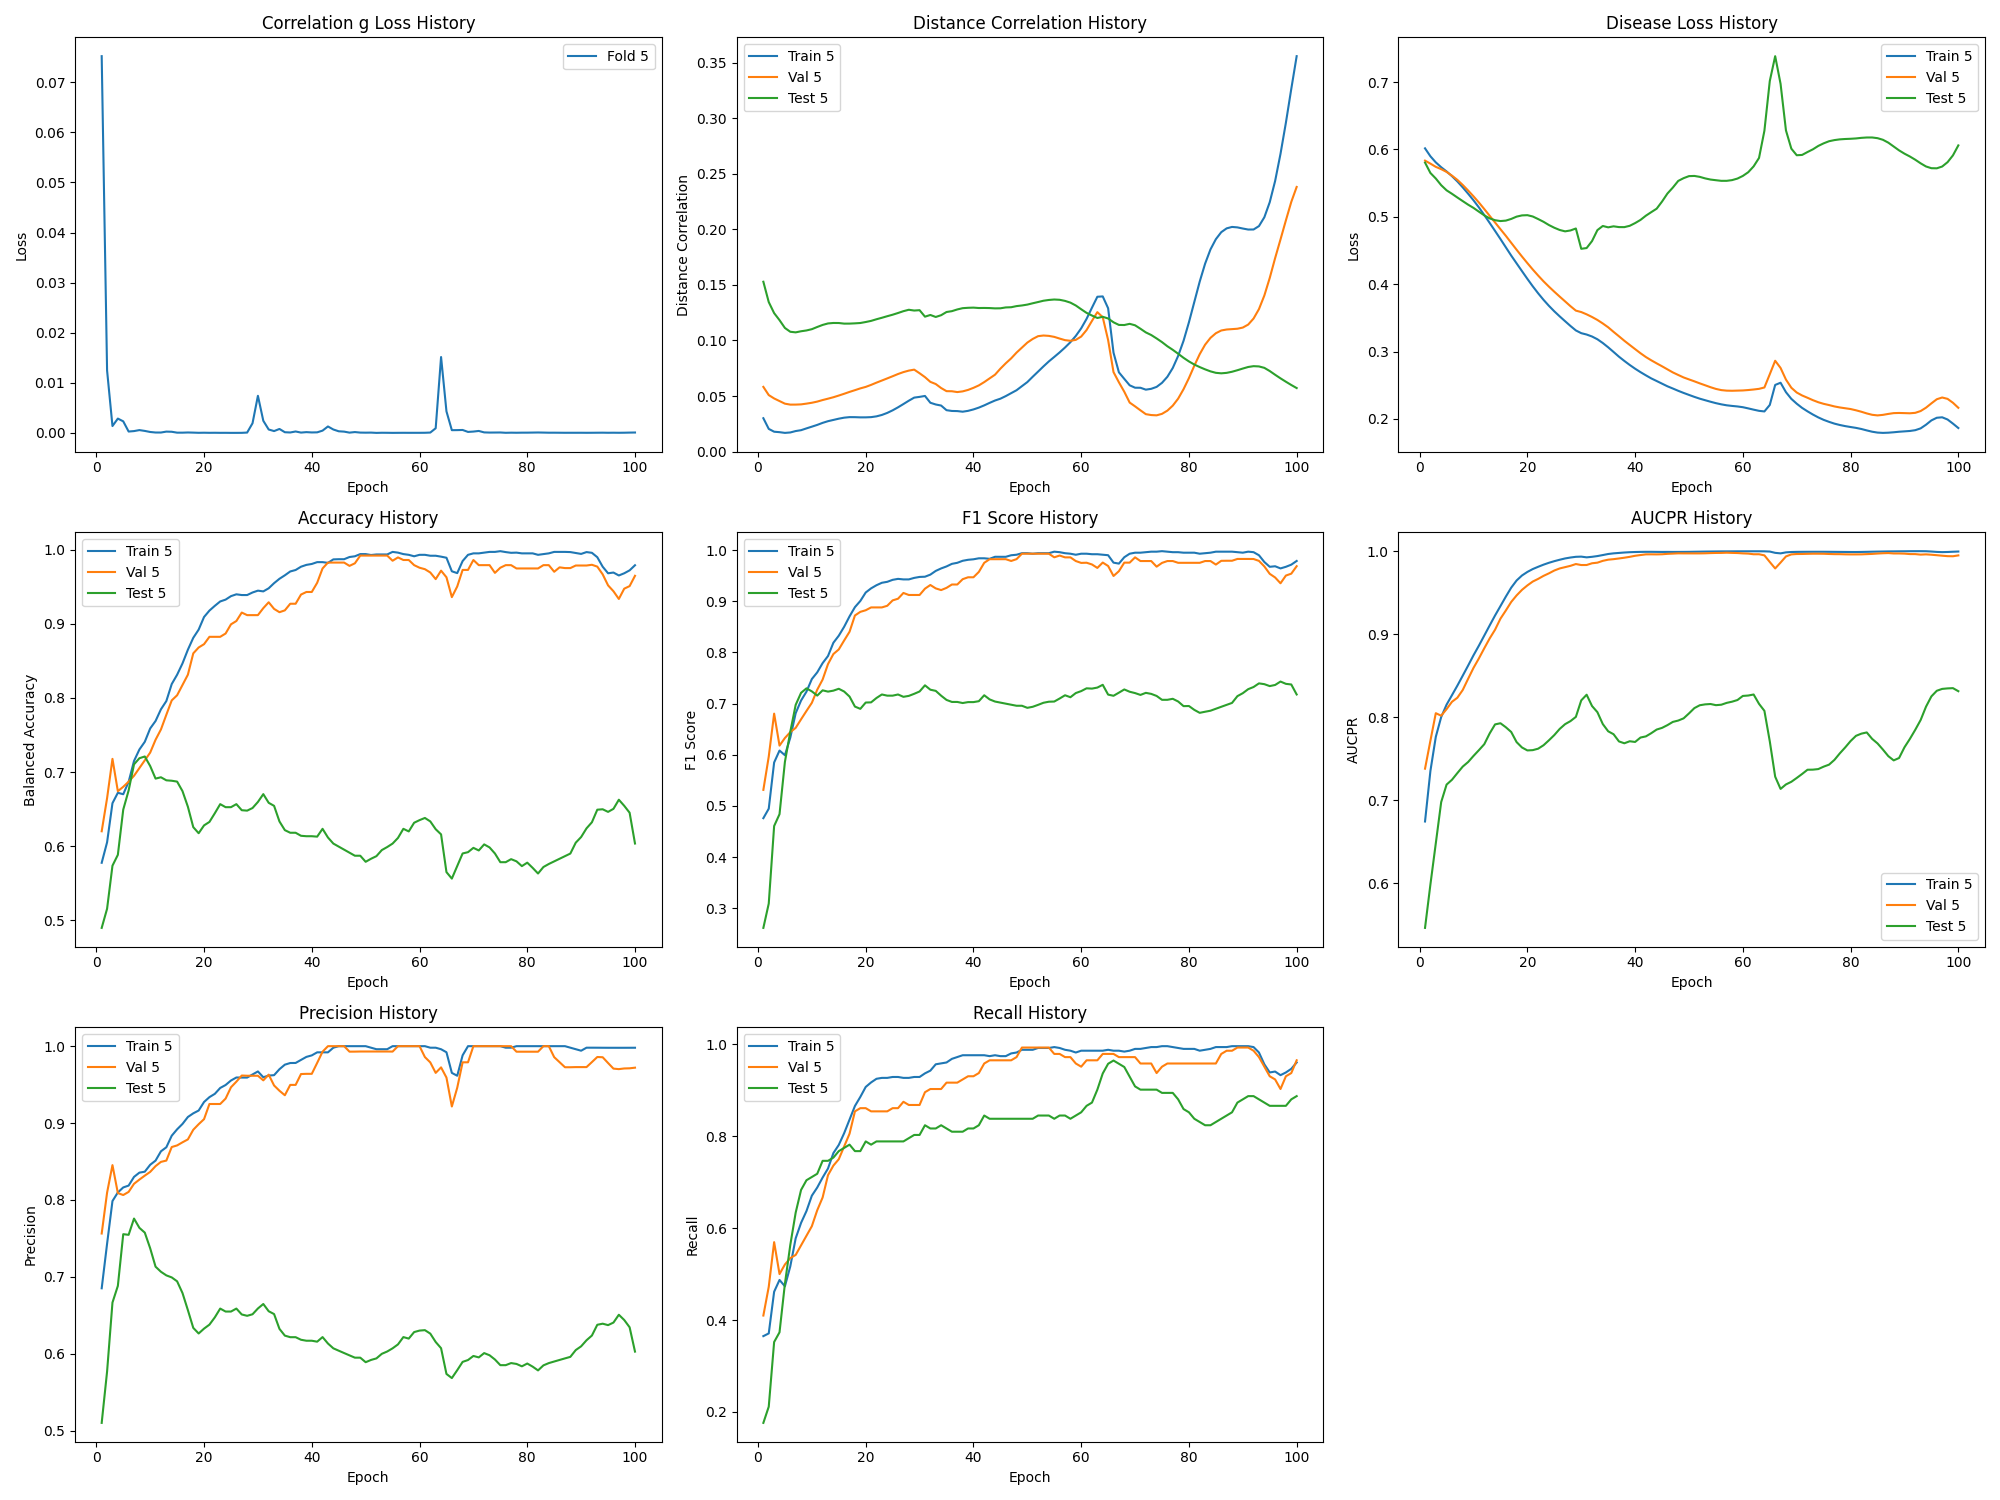 Correlation g Loss History
Fold 5
0.07
0.06
0.05
0.04
0.03
0.02
0.01
0.00
Loss
0 20 40 60 80 100
Epoch
Distance Correlation History
Train 5
Val 5
Test 5
0.35
0.30
0.25
0.20
0.15
0.10
0.05
0.00
Distance Correlation
0 20 40 60 80 100
Epoch
Disease Loss History
Train 5
Val 5
Test 5
0.7
0.6
0.5
0.4
0.3
0.2
Loss
0 20 40 60 80 100
Epoch
Accuracy History
Train 5
Val 5
Test 5
1.0
0.9
0.8
0.7
0.6
0.5
Balanced Accuracy
0 20 40 60 80 100
Epoch
F1 Score History
Train 5
Val 5
Test 5
1.0
0.9
0.8
0.7
0.6
0.5
0.4
0.3
F1 Score
0 20 40 60 80 100
Epoch
AUCPR History
1.0
0.9
0.8
0.7
0.6
AUCPR
Train 5
Val 5
Test 5
0 20 40 60 80 100
Epoch
Precision History
Train 5
Val 5
Test 5
1.0
0.9
0.8
0.7
0.6
0.5
Precision
0 20 40 60 80 100
Epoch
Recall History
Train 5
Val 5
Test 5
1.0
0.8
0.6
0.4
0.2
Recall
0 20 40 60 80 100
Epoch